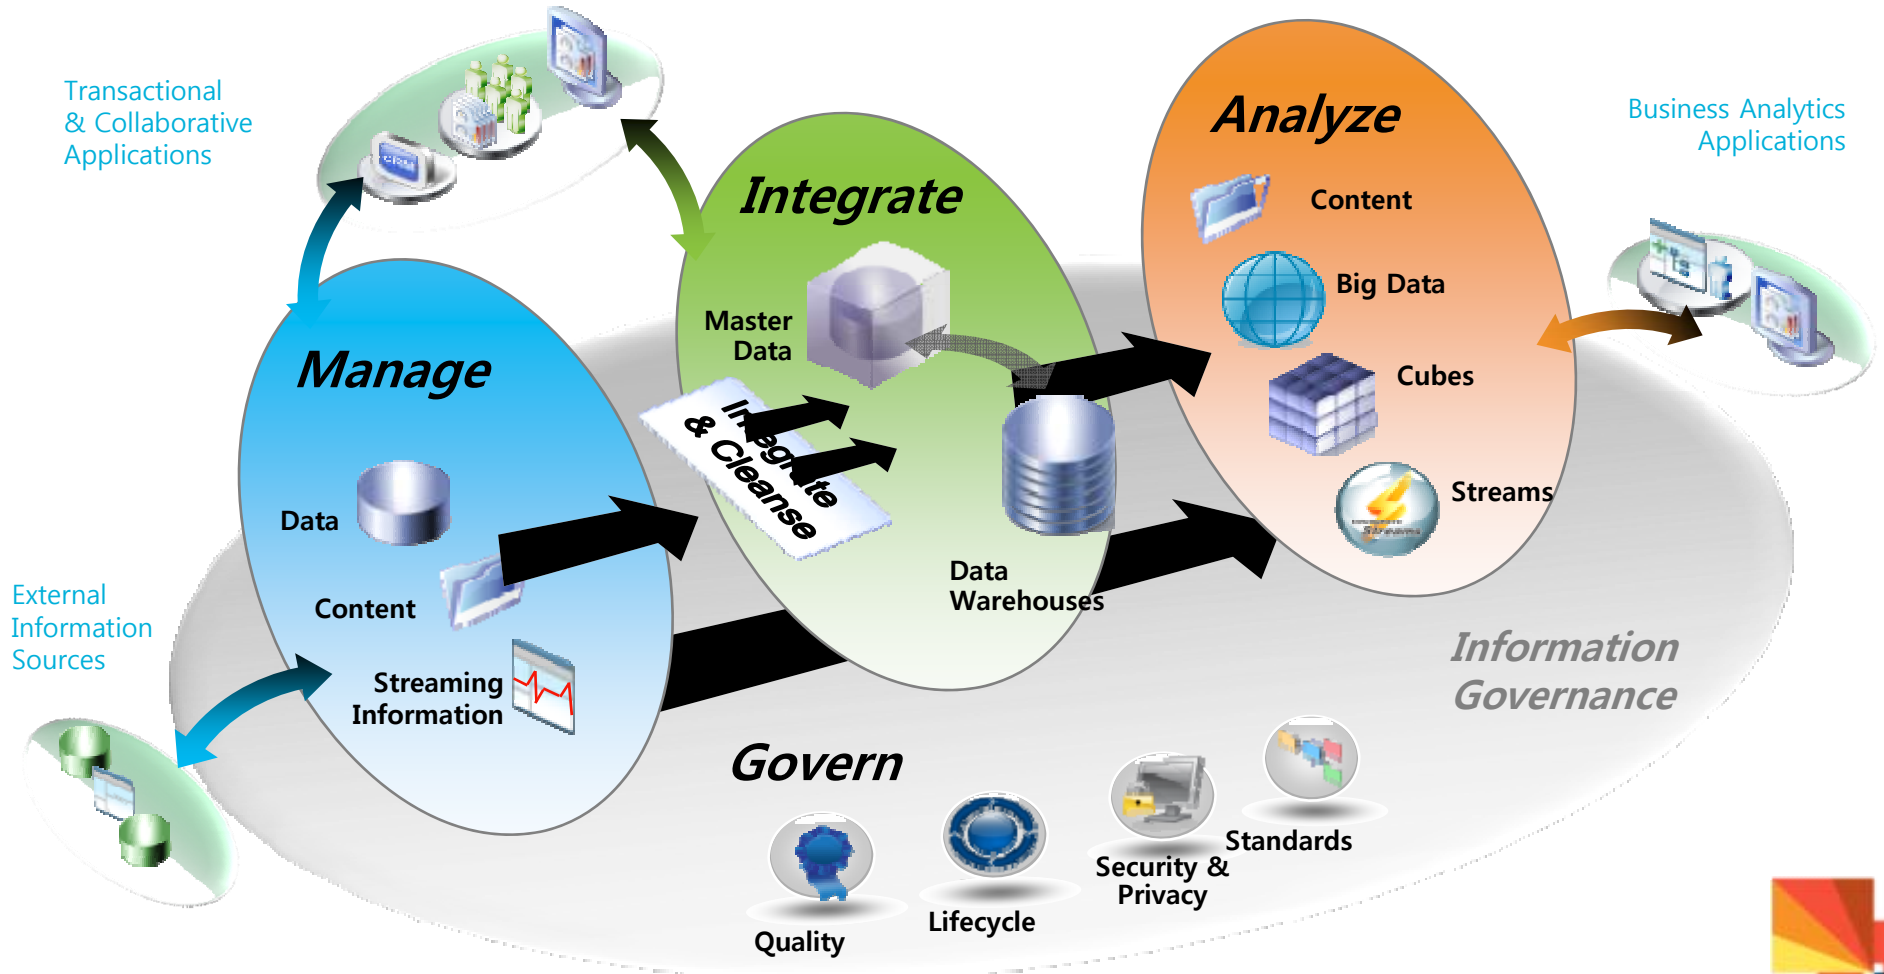 Transactional
& Collaborative
Applications
Analyze
Business Analytics
Applications
Integrate
Content
Big Data
Master
Data
Manage
Cubes
Integrate
& Cleanse
Streams
Data
Data
Warehouses
Content
External
Information
Sources
Streaming
Information
Information
Governance
Govern
Standards
Security &
Privacy
Lifecycle
Quality